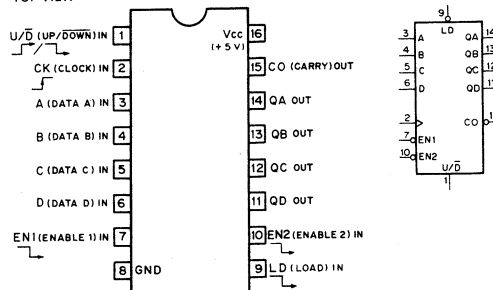 TOP VIEW
U/D̅ (UP/D̅O̅W̅N̅) IN 1
CK (CLOCK) IN 2
A (DATA A) IN 3
B (DATA B) IN 4
C (DATA C) IN 5
D (DATA D) IN 6
EN1 (ENABLE 1) IN 7
8 GND
Vcc 16
(+5V)
15 CO (CARRY) OUT
14 QA OUT
13 QB OUT
12 QC OUT
11 QD OUT
10 EN2 (ENABLE 2) IN
9 LD (LOAD) IN
9
LD
3 A QA 14
4 B QB 13
5 C QC 12
6 D QD 11
2 CO
7 EN1
10 EN2
U/D̅
1